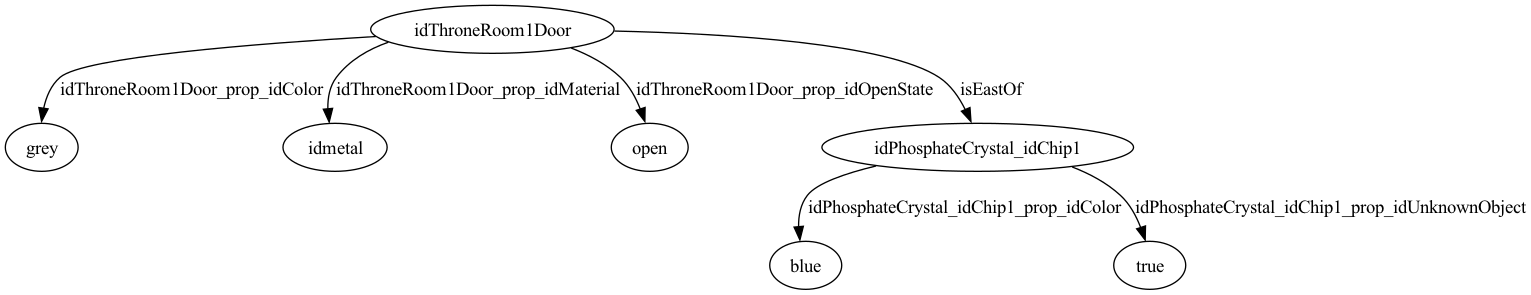 idThroneRoom1Door
idThroneRoom1Door_prop_idColor
idThroneRoom1Door_prop_idMaterial
idThroneRoom1Door_prop_idOpenState
isEastOf
grey
idmetal
open
idPhosphateCrystal_idChip1
idPhosphateCrystal_idChip1_prop_idColor
idPhosphateCrystal_idChip1_prop_idUnknownObject
blue
true